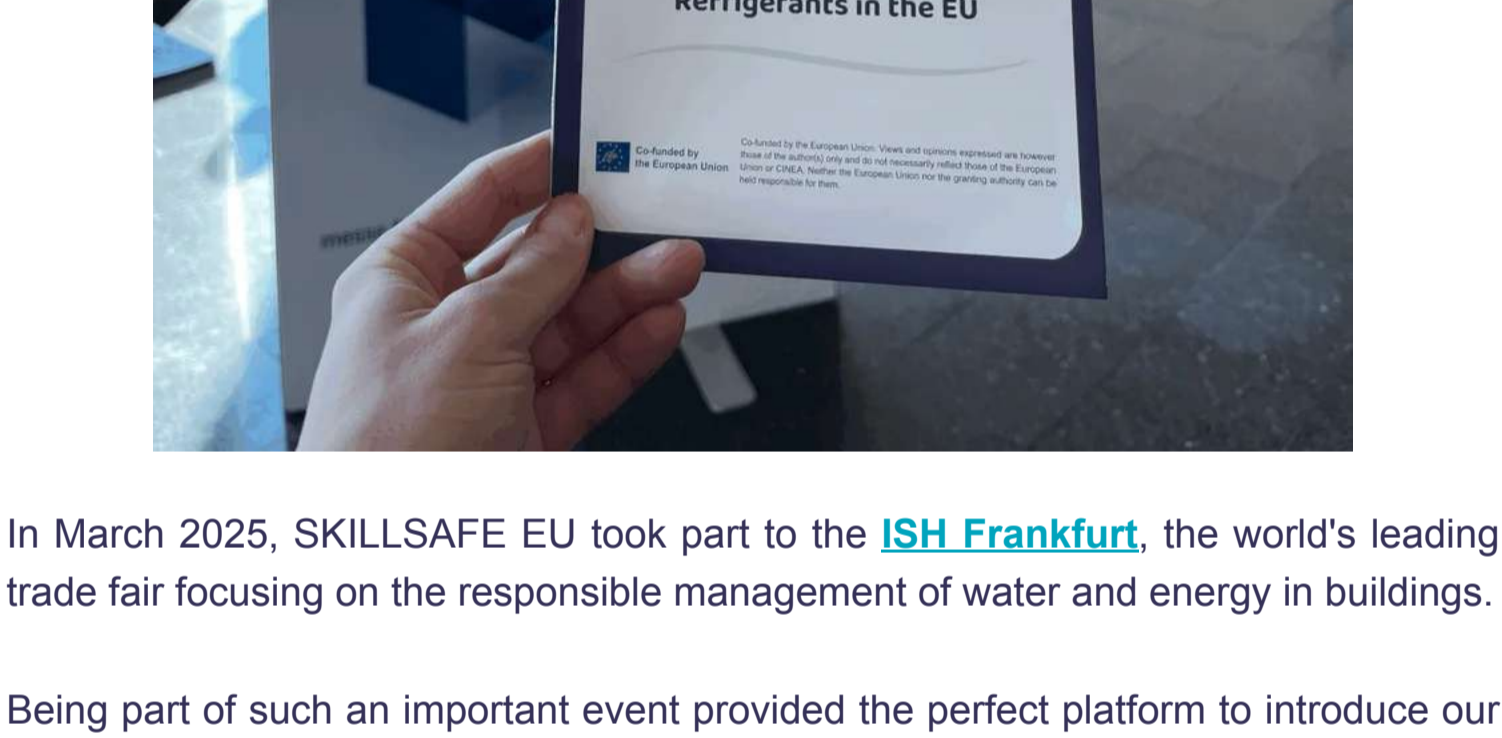 Refrigerants in the EU
Co-funded by
the European Union
Co-funded by the European Union. Views and opinions expressed are however
those of the author(s) only and do not necessarily reflect those of the European
Union or CINEA. Neither the European Union nor the granting authority can be
held responsible for them.
messe
In March 2025, SKILLSAFE EU took part to the ISH Frankfurt, the world's leading
trade fair focusing on the responsible management of water and energy in buildings.
Being part of such an important event provided the perfect platform to introduce our